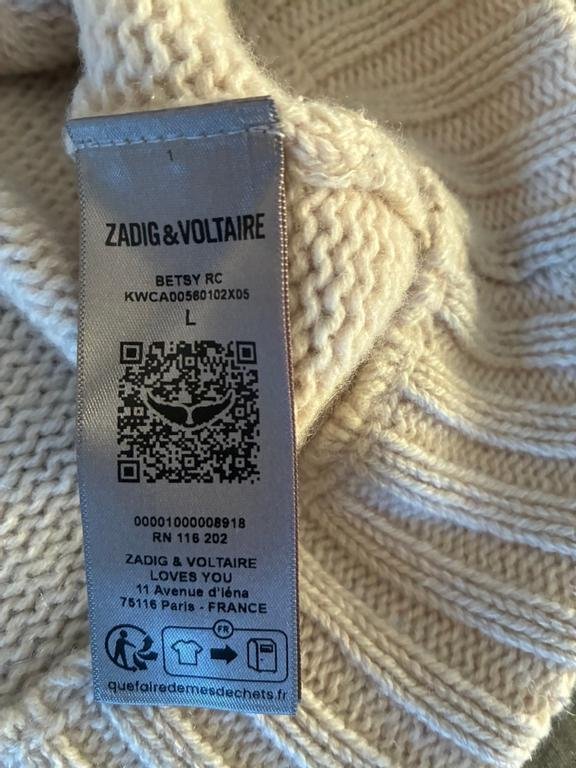 1
ZADIG & VOLTAIRE
BETSY RC
KWCA00560102X05
L
00001000008918
RN 116 202
ZADIG & VOLTAIRE
LOVES YOU
11 Avenue d'Iéna
75116 Paris - FRANCE
FR
quefairedemesdechets.fr